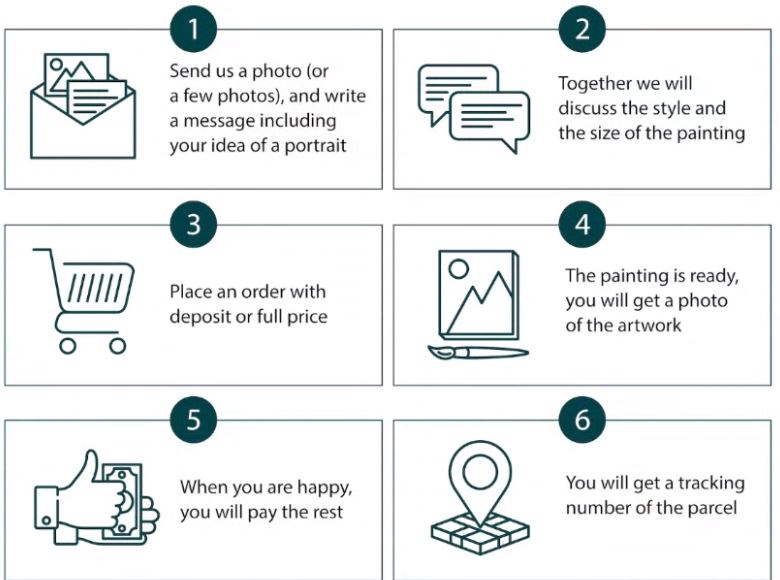 1
Send us a photo (or
a few photos), and write
a message including
your idea of a portrait
2
Together we will
discuss the style and
the size of the painting
3
Place an order with
deposit or full price
4
The painting is ready,
you will get a photo
of the artwork
5
When you are happy,
you will pay the rest
6
You will get a tracking
number of the parcel